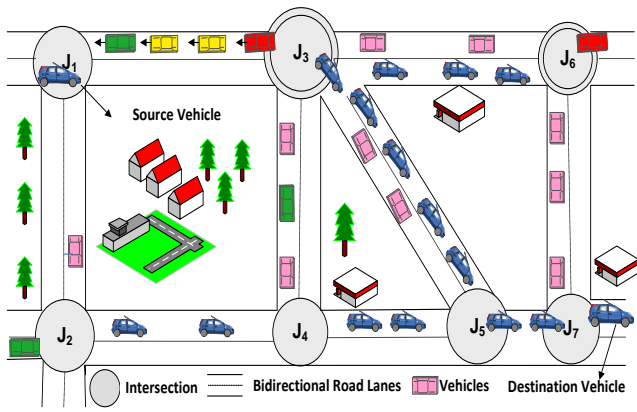 J1
J3
J6
Source Vehicle
J2
J4
J5
J7
Intersection
Bidirectional Road Lanes
Vehicles
Destination Vehicle